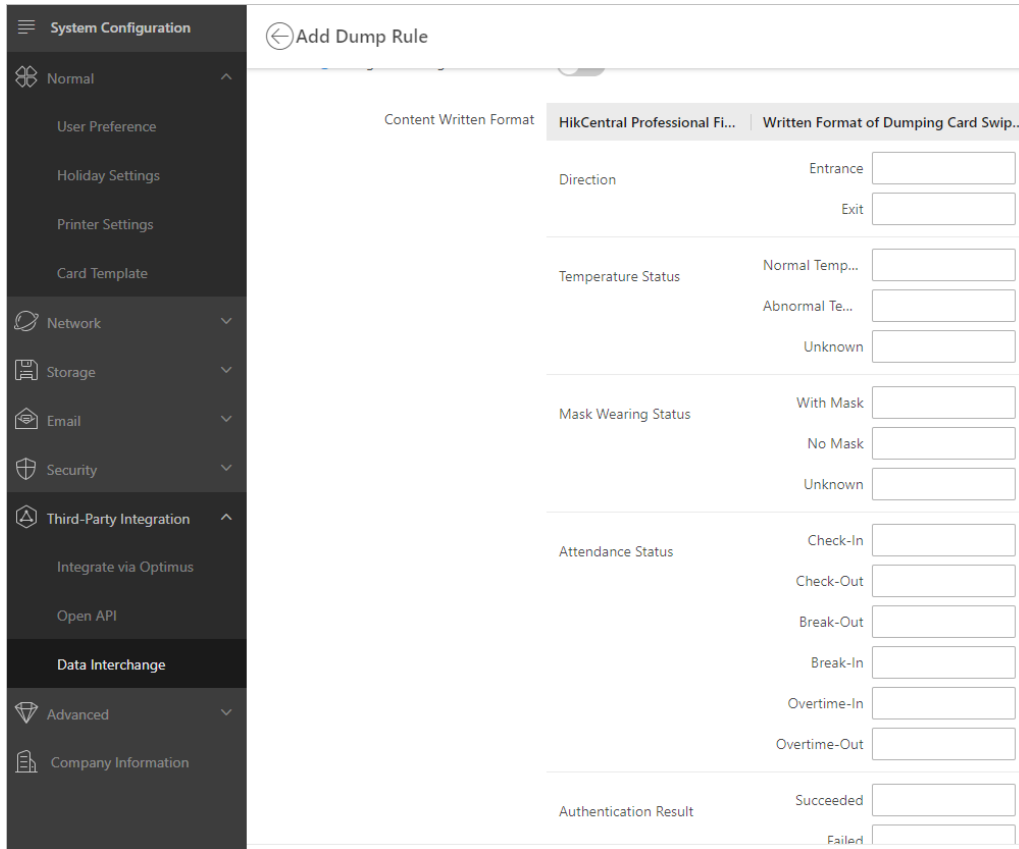 System Configuration
Normal
User Preference
Holiday Settings
Printer Settings
Card Template
Network
Storage
Email
Security
Third-Party Integration
Integrate via Optimus
Open API
Data Interchange
Advanced
Company Information
Add Dump Rule
Content Written Format
HikCentral Professional Fi... Written Format of Dumping Card Swip..
Direction
Entrance
Exit
Temperature Status
Normal Temp...
Abnormal Te...
Unknown
Mask Wearing Status
With Mask
No Mask
Unknown
Attendance Status
Check-In
Check-Out
Break-Out
Break-In
Overtime-In
Overtime-Out
Authentication Result
Succeeded
Failed